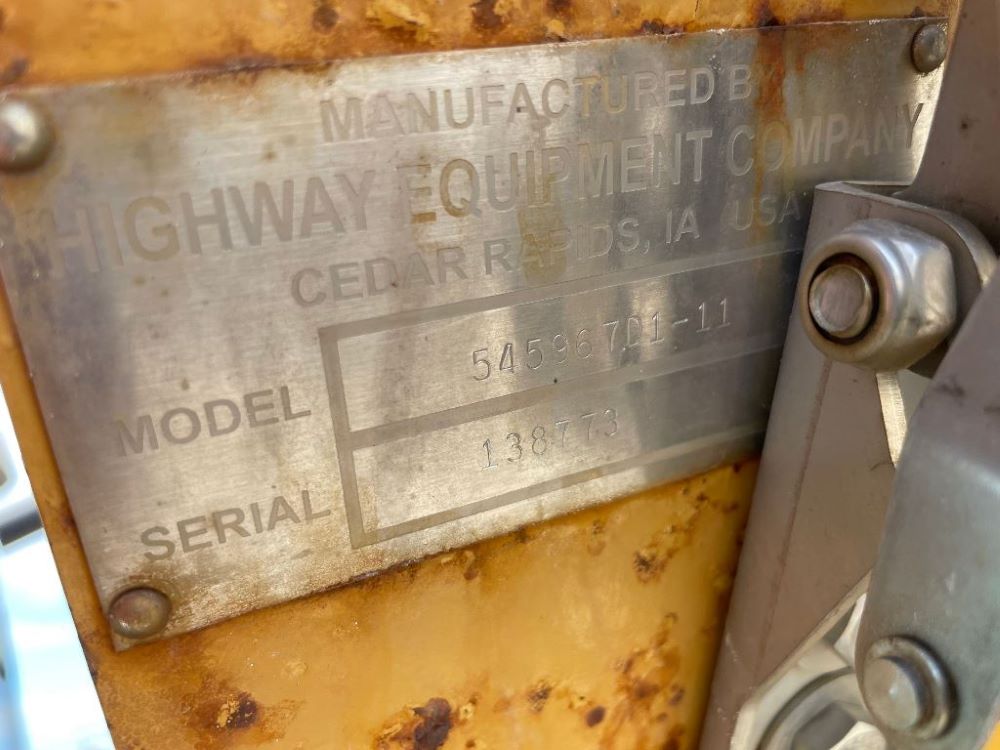 MANUFACTURED BY
HIGHWAY EQUIPMENT COMPANY
CEDAR RAPIDS, IA USA
MODEL 545967D1-11
SERIAL 138773